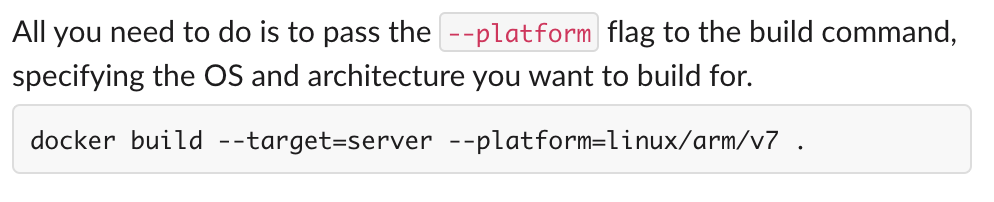 All you need to do is to pass the --platform flag to the build command,
specifying the OS and architecture you want to build for.
docker build --target=server --platform=linux/arm/v7 .